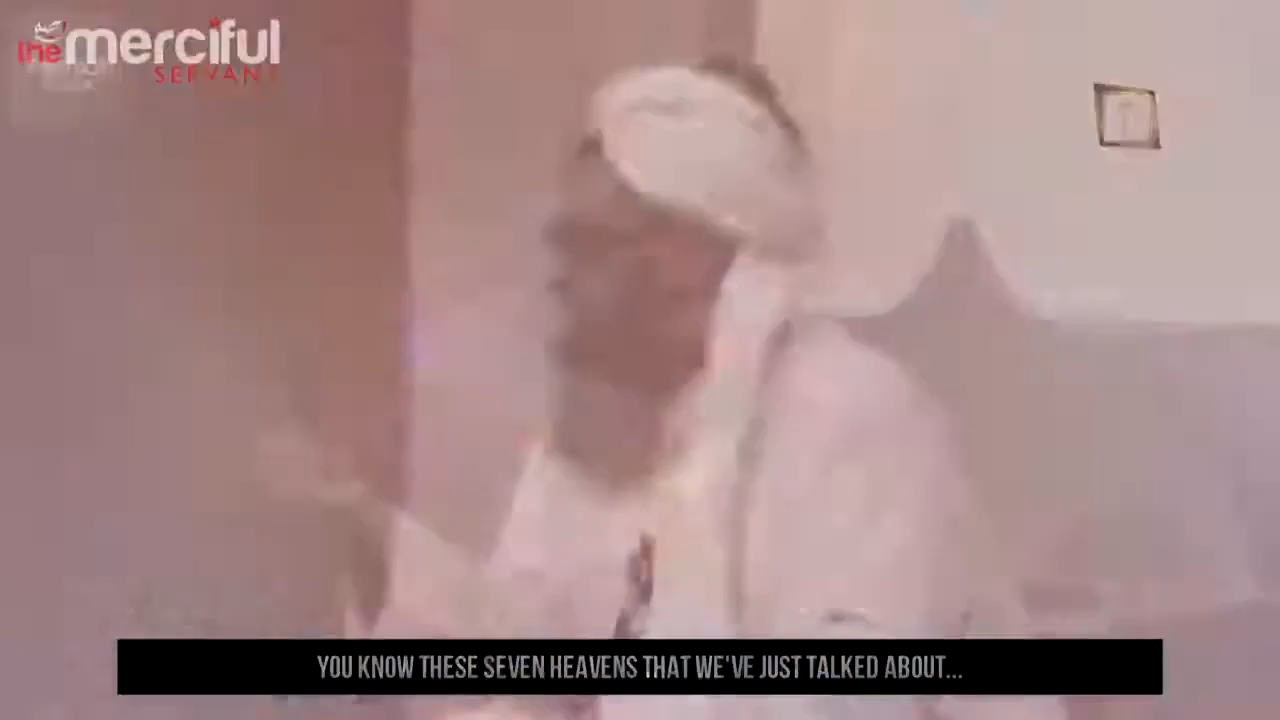 the merciful
SERVANT
YOU KNOW THESE SEVEN HEAVENS THAT WE'VE JUST TALKED ABOUT...